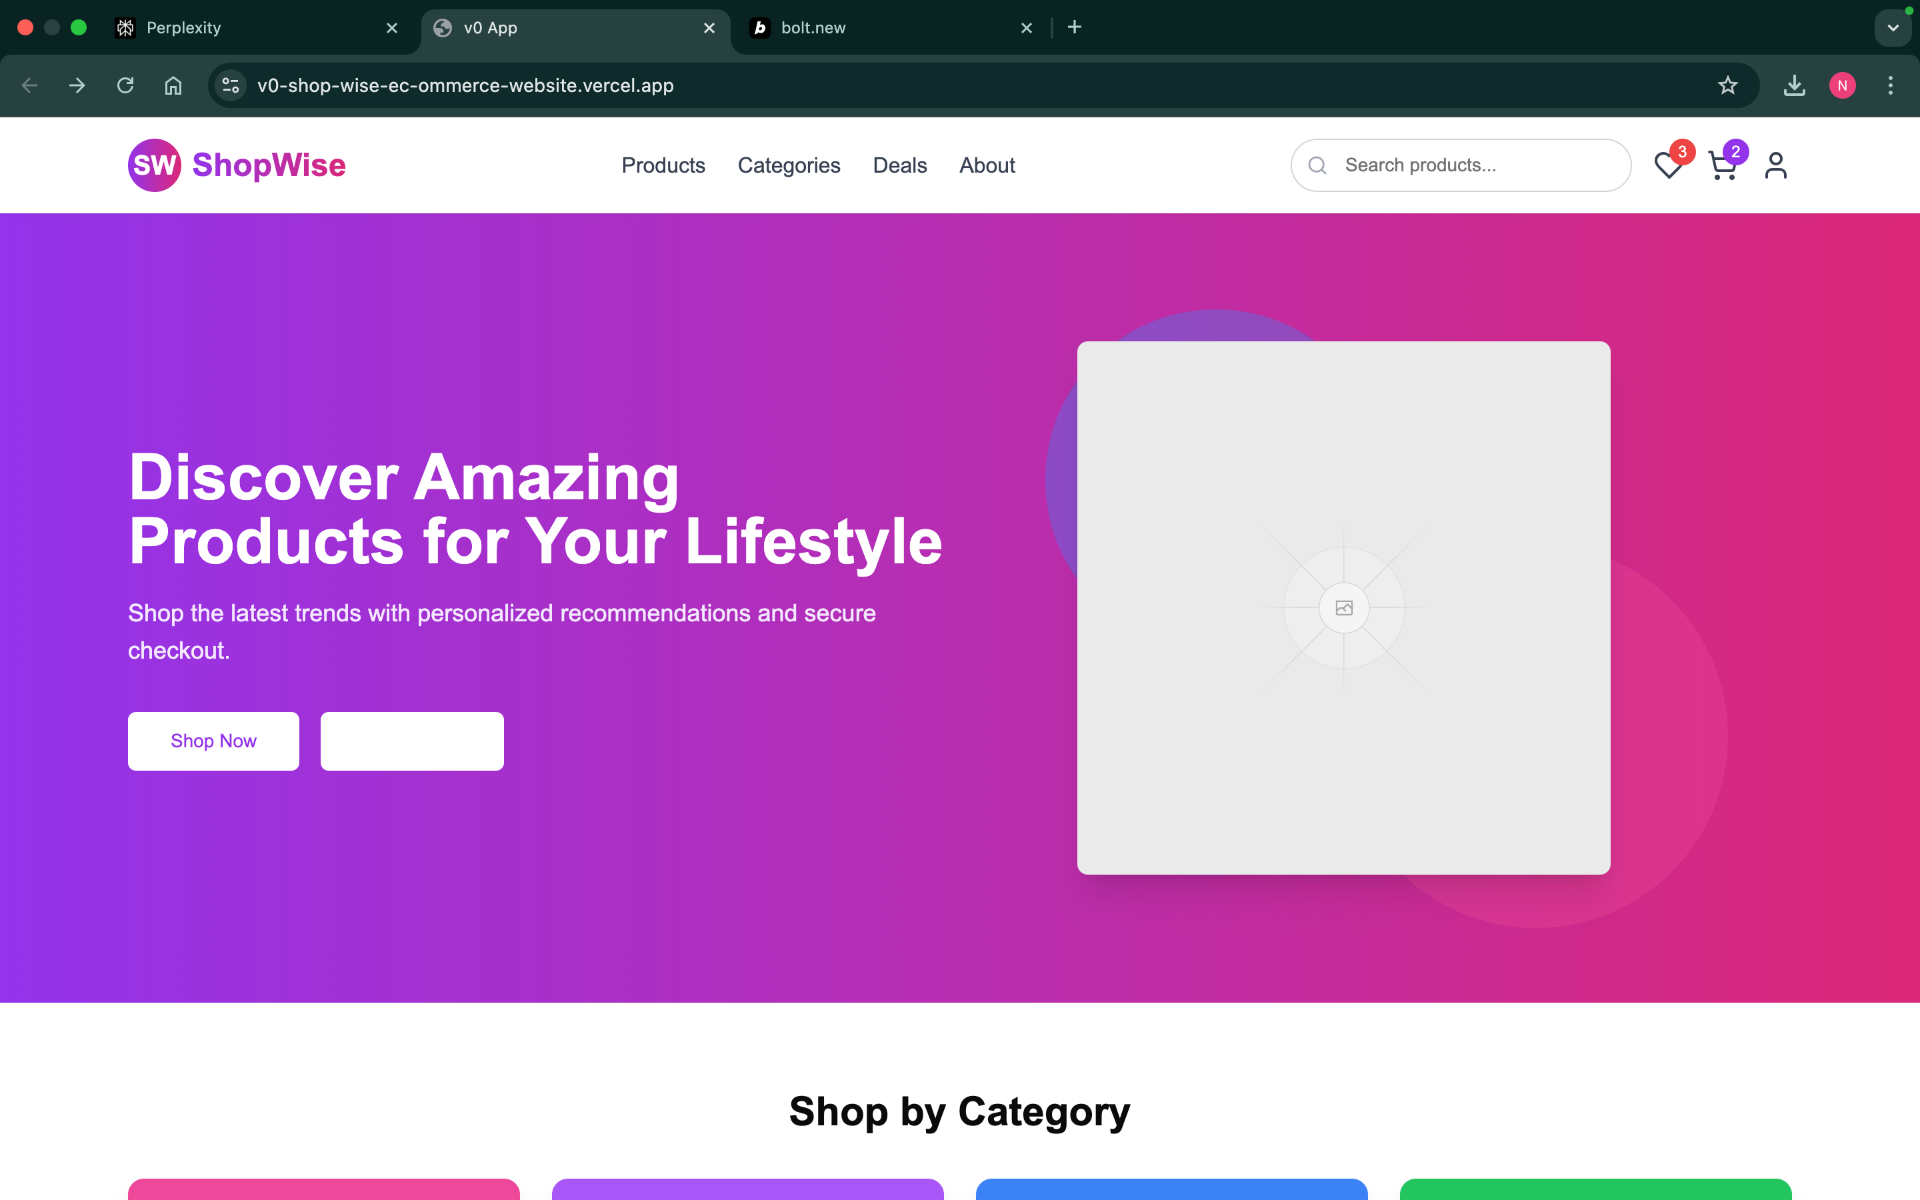 Perplexity
v0 App
bolt.new
v0-shop-wise-ec-ommerce-website.vercel.app
N
SW ShopWise
Products Categories Deals About
Search products...
3
2
Discover Amazing
Products for Your Lifestyle
Shop the latest trends with personalized recommendations and secure
checkout.
Shop Now
Shop by Category